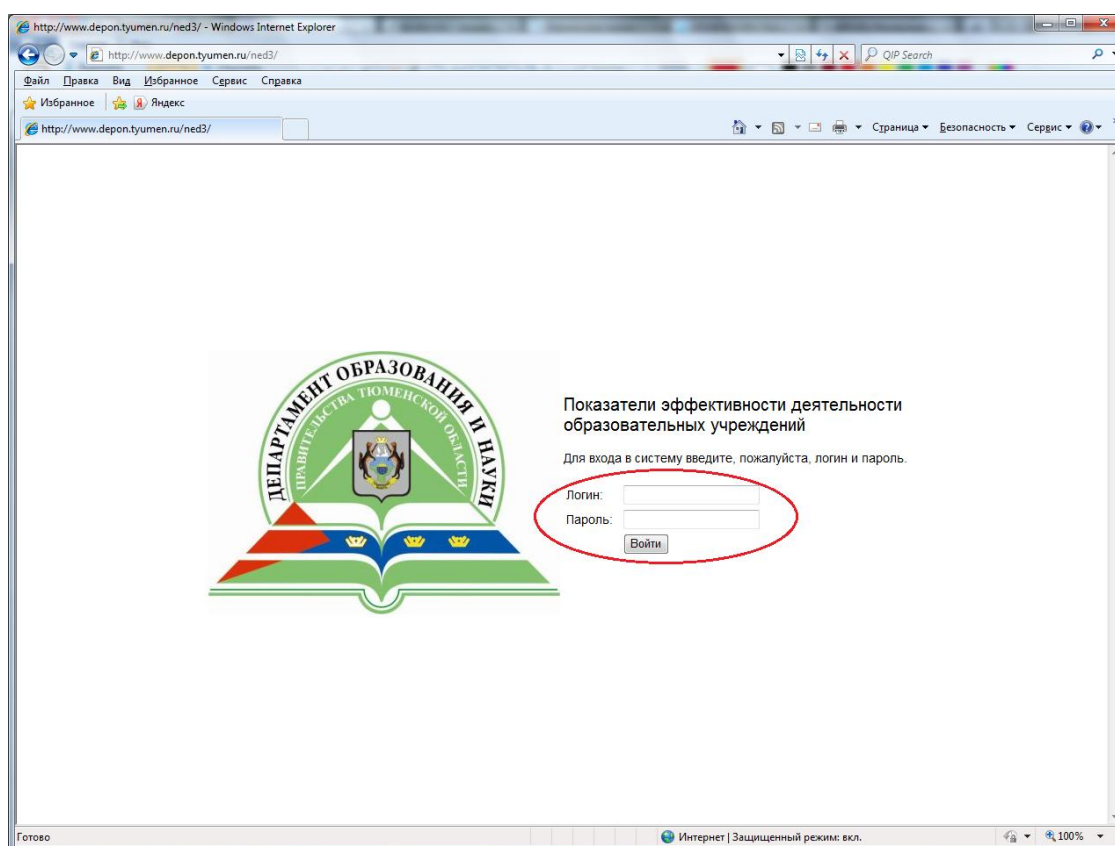 http://www.depon.tyumen.ru/ned3/ - Windows Internet Explorer
http://www.depon.tyumen.ru/ned3/
QIP Search
Файл Правка Вид Избранное Сервис Справка
Избранное Яндекс
http://www.depon.tyumen.ru/ned3/
Страница Безопасность Сервис
ДЕПАРТАМЕНТ ОБРАЗОВАНИЯ И НАУКИ
ПРАВИТЕЛЬСТВА ТЮМЕНСКОЙ ОБЛАСТИ
Показатели эффективности деятельности
образовательных учреждений
Для входа в систему введите, пожалуйста, логин и пароль.
Логин:
Пароль:
Войти
Готово
Интернет | Защищенный режим: вкл.
100%